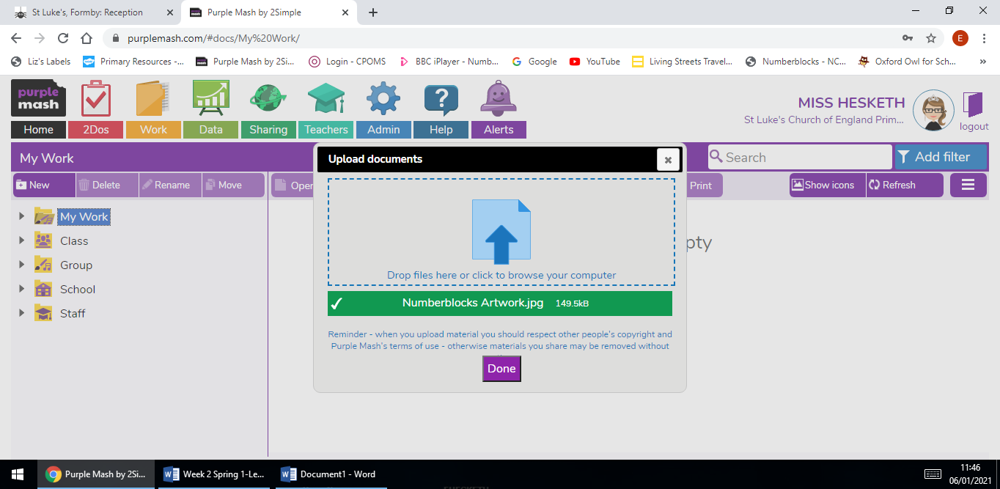 St Luke's, Formby: Reception
Purple Mash by 2Simple
purplemash.com/#docs/My%20Work/
E
Liz's Labels
Primary Resources -...
Purple Mash by 2Si...
Login - CPOMS
BBC iPlayer - Numb...
Google
YouTube
Living Streets Travel...
Numberblocks - NC...
Oxford Owl for Sch...
purple
mash
MISS HESKETH
St Luke's Church of England Prim...
logout
Home
2Dos
Work
Data
Sharing
Teachers
Admin
Help
Alerts
My Work
Upload documents
Search
Add filter
New
Delete
Rename
Move
Open
Print
Show icons
Refresh
My Work
Class
Group
School
Staff
pty
Drop files here or click to browse your computer
Numberblocks Artwork.jpg 149.5kB
Reminder - when you upload material you should respect other people's copyright and
Purple Mash's terms of use - otherwise materials you share may be removed without
Done
Purple Mash by 2Si...
Week 2 Spring 1-Le...
Document1 - Word
11:46
06/01/2021